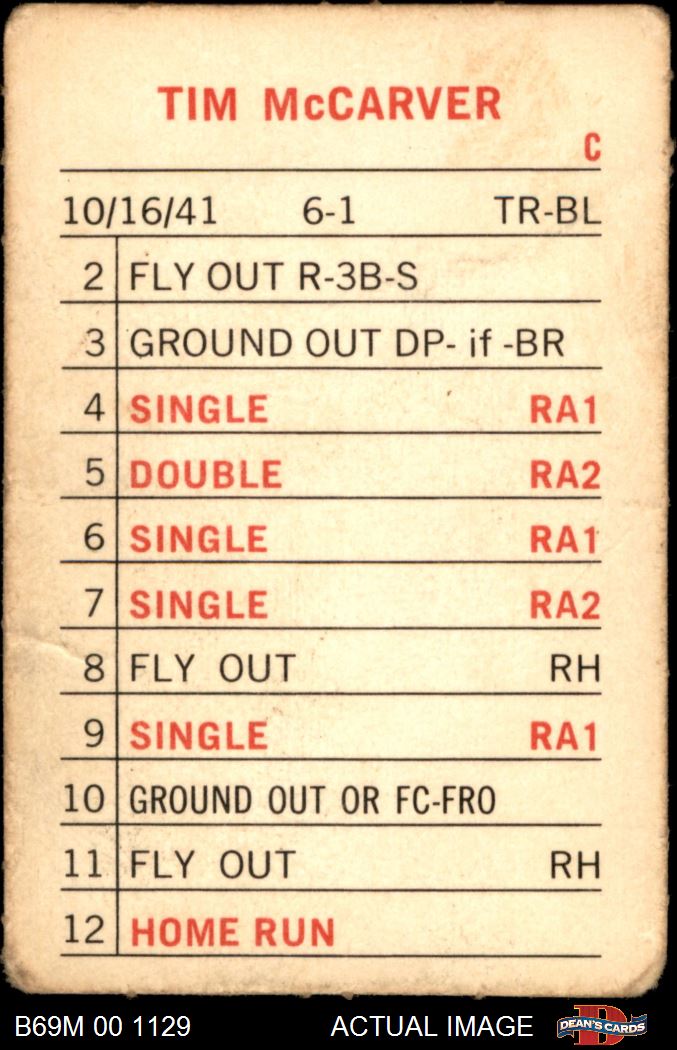 TIM McCARVER
C
10/16/41 6-1 TR-BL
2 FLY OUT R-3B-S
3 GROUND OUT DP- if -BR
4 SINGLE RA1
5 DOUBLE RA2
6 SINGLE RA1
7 SINGLE RA2
8 FLY OUT RH
9 SINGLE RA1
10 GROUND OUT OR FC-FRO
11 FLY OUT RH
12 HOME RUN
B69M 00 1129 ACTUAL IMAGE D DEAN'S CARDS